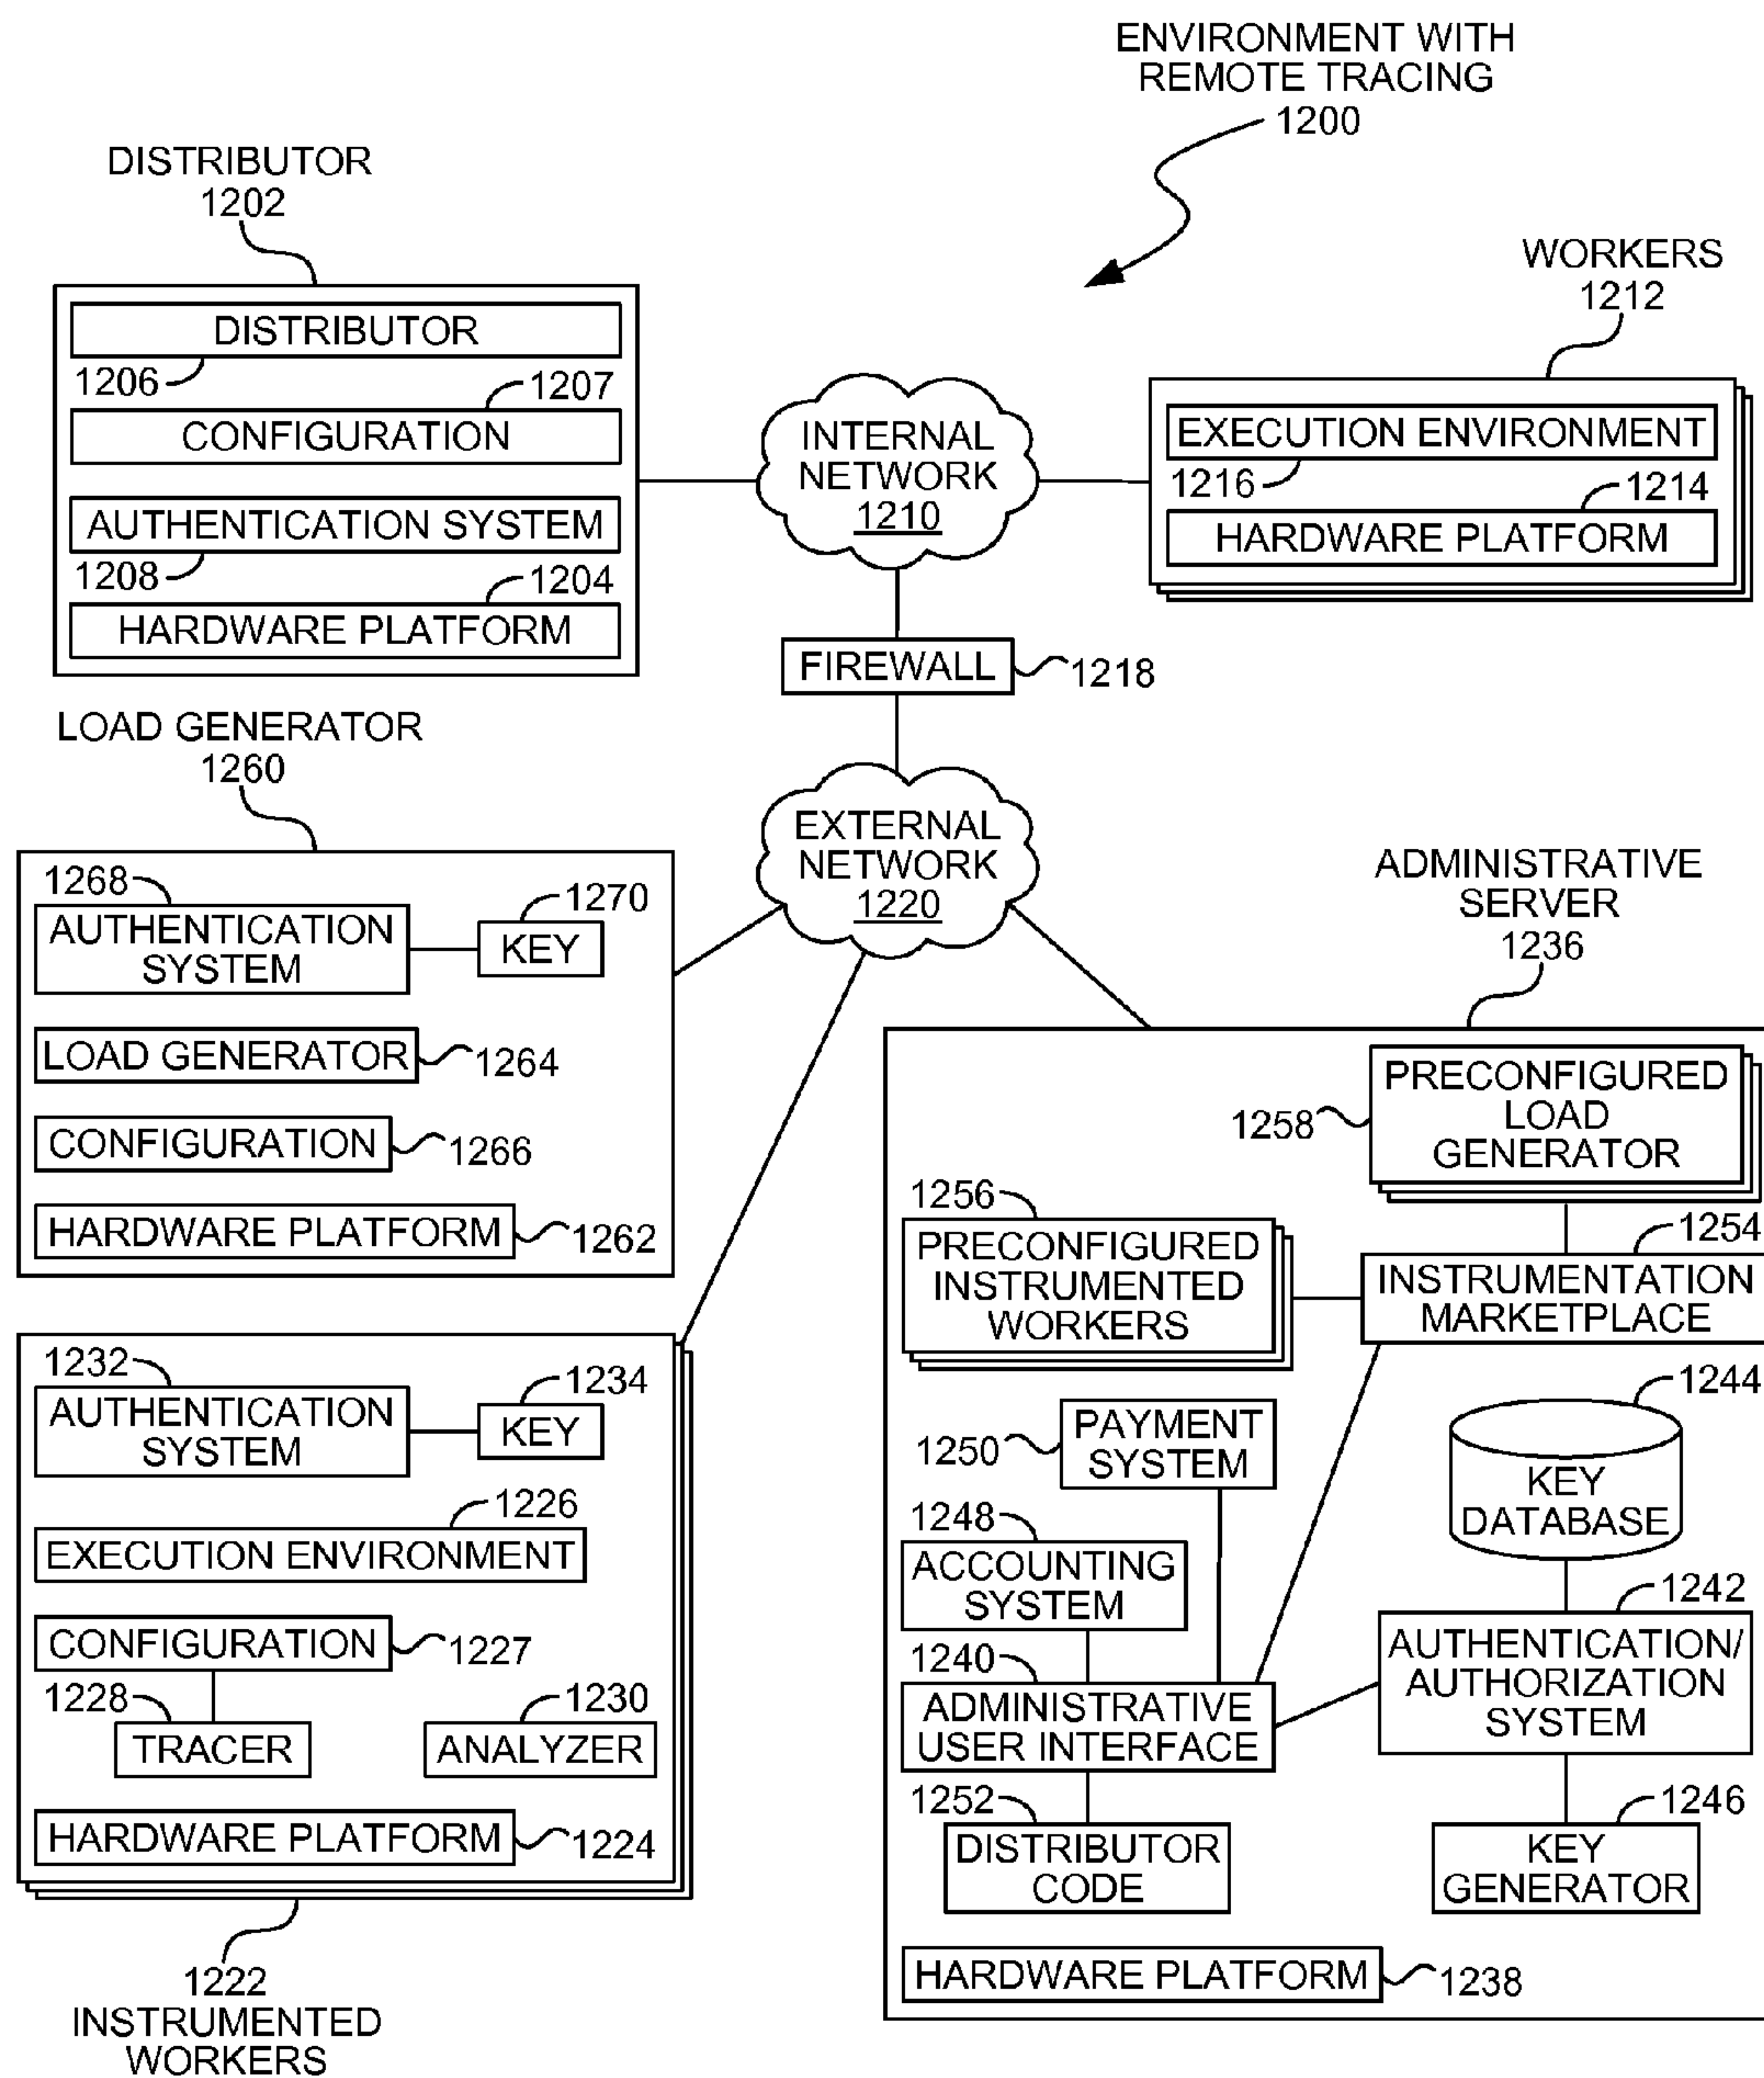 ENVIRONMENT WITH
REMOTE TRACING
1200
DISTRIBUTOR
1202
DISTRIBUTOR
1206
1207
CONFIGURATION
AUTHENTICATION SYSTEM
1208
1204
HARDWARE PLATFORM
INTERNAL
NETWORK
1210
WORKERS
1212
EXECUTION ENVIRONMENT
1216
1214
HARDWARE PLATFORM
FIREWALL
1218
EXTERNAL
NETWORK
1220
LOAD GENERATOR
1260
1268
AUTHENTICATION
SYSTEM
1270
KEY
LOAD GENERATOR
1264
CONFIGURATION
1266
HARDWARE PLATFORM
1262
1232
AUTHENTICATION
SYSTEM
1234
KEY
1226
EXECUTION ENVIRONMENT
CONFIGURATION
1227
1228
TRACER
1230
ANALYZER
HARDWARE PLATFORM
1224
1222
INSTRUMENTED
WORKERS
ADMINISTRATIVE
SERVER
1236
PRECONFIGURED
LOAD
GENERATOR
1258
1256
PRECONFIGURED
INSTRUMENTED
WORKERS
1254
INSTRUMENTATION
MARKETPLACE
1250
PAYMENT
SYSTEM
1244
KEY
DATABASE
1248
ACCOUNTING
SYSTEM
1242
AUTHENTICATION/
AUTHORIZATION
SYSTEM
1240
ADMINISTRATIVE
USER INTERFACE
1252
DISTRIBUTOR
CODE
1246
KEY
GENERATOR
HARDWARE PLATFORM
1238